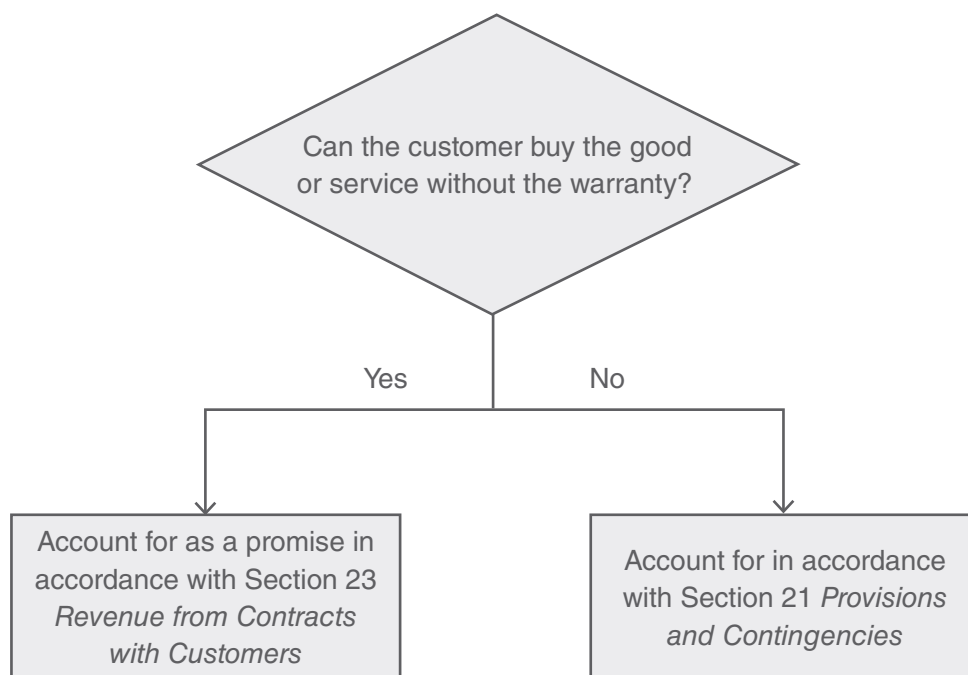 Can the customer buy the good
or service without the warranty?
Yes
No
Account for as a promise in
accordance with Section 23
Revenue from Contracts
with Customers
Account for in accordance
with Section 21 Provisions
and Contingencies